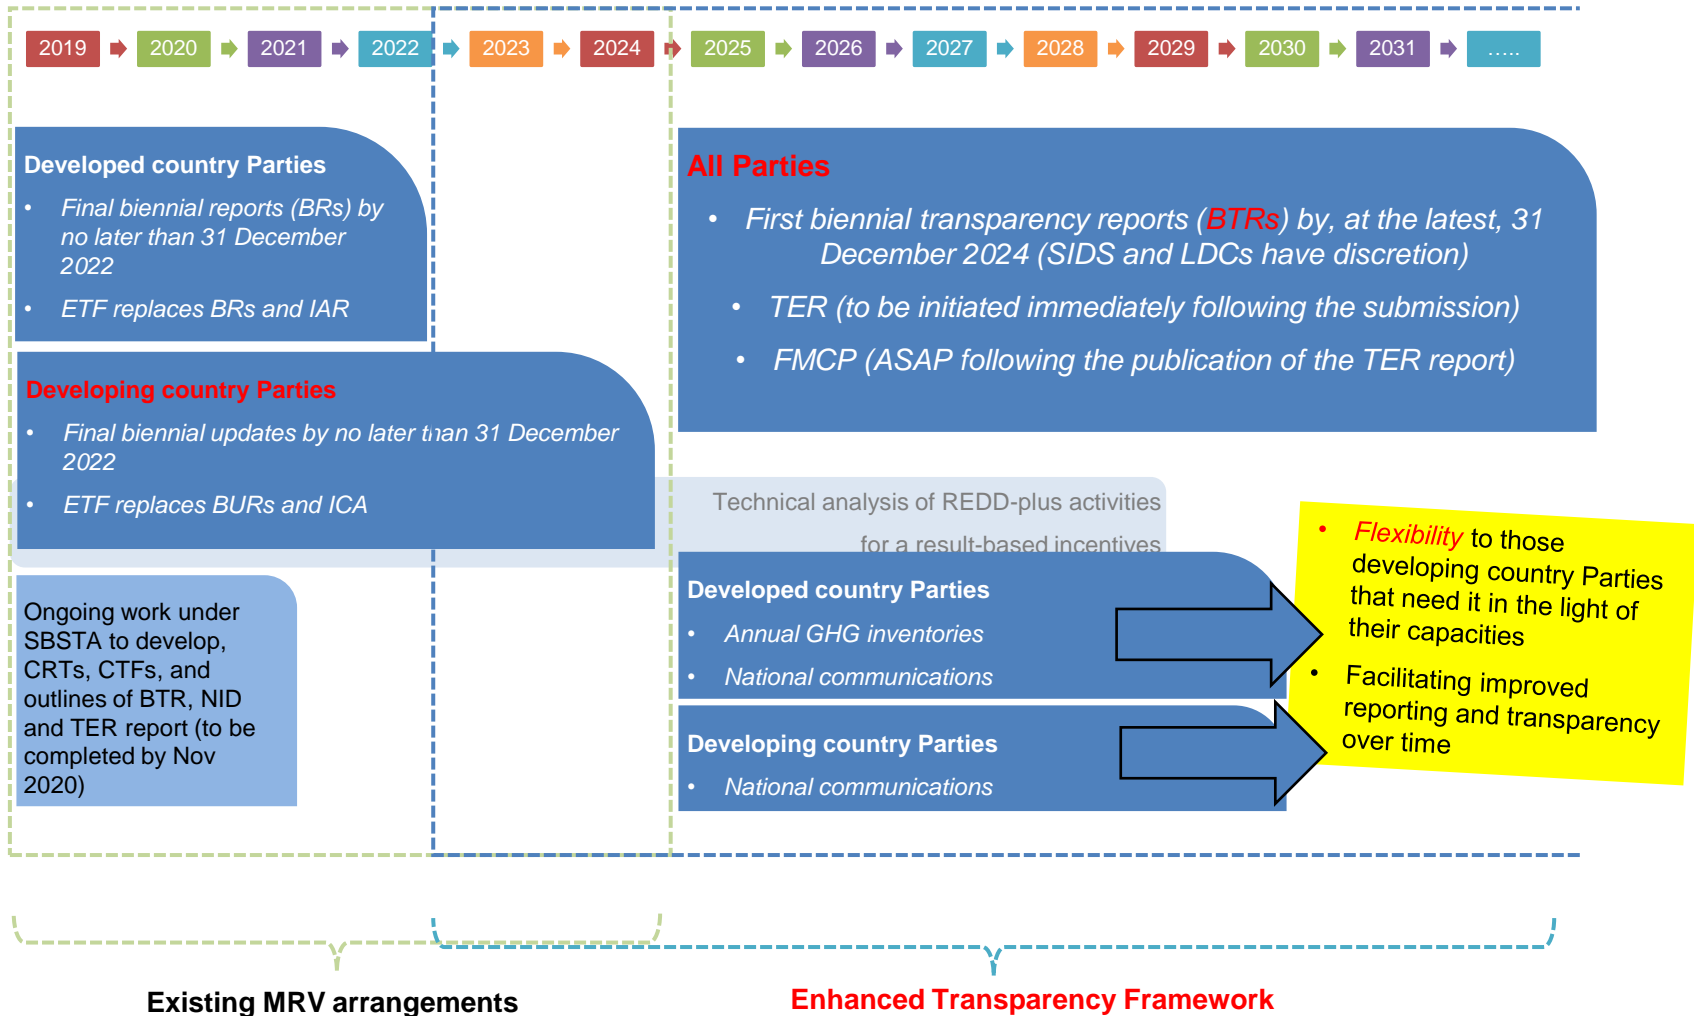 2019 2020 2021 2022 2023 2024 2025 2026 2027 2028 2029 2030 2031 …..
Developed country Parties
• Final biennial reports (BRs) by
no later than 31 December
2022
• ETF replaces BRs and IAR
Developing country Parties
• Final biennial updates by no later than 31 December
2022
• ETF replaces BURs and ICA
Ongoing work under
SBSTA to develop,
CRTs, CTFs, and
outlines of BTR, NID
and TER report (to be
completed by Nov
2020)
All Parties
• First biennial transparency reports (BTRs) by, at the latest, 31
December 2024 (SIDS and LDCs have discretion)
• TER (to be initiated immediately following the submission)
• FMCP (ASAP following the publication of the TER report)
Technical analysis of REDD-plus activities
for a result-based incentives
Developed country Parties
• Annual GHG inventories
• National communications
Developing country Parties
• National communications
• Flexibility to those
developing country Parties
that need it in the light of
their capacities
• Facilitating improved
reporting and transparency
over time
Existing MRV arrangements
Enhanced Transparency Framework